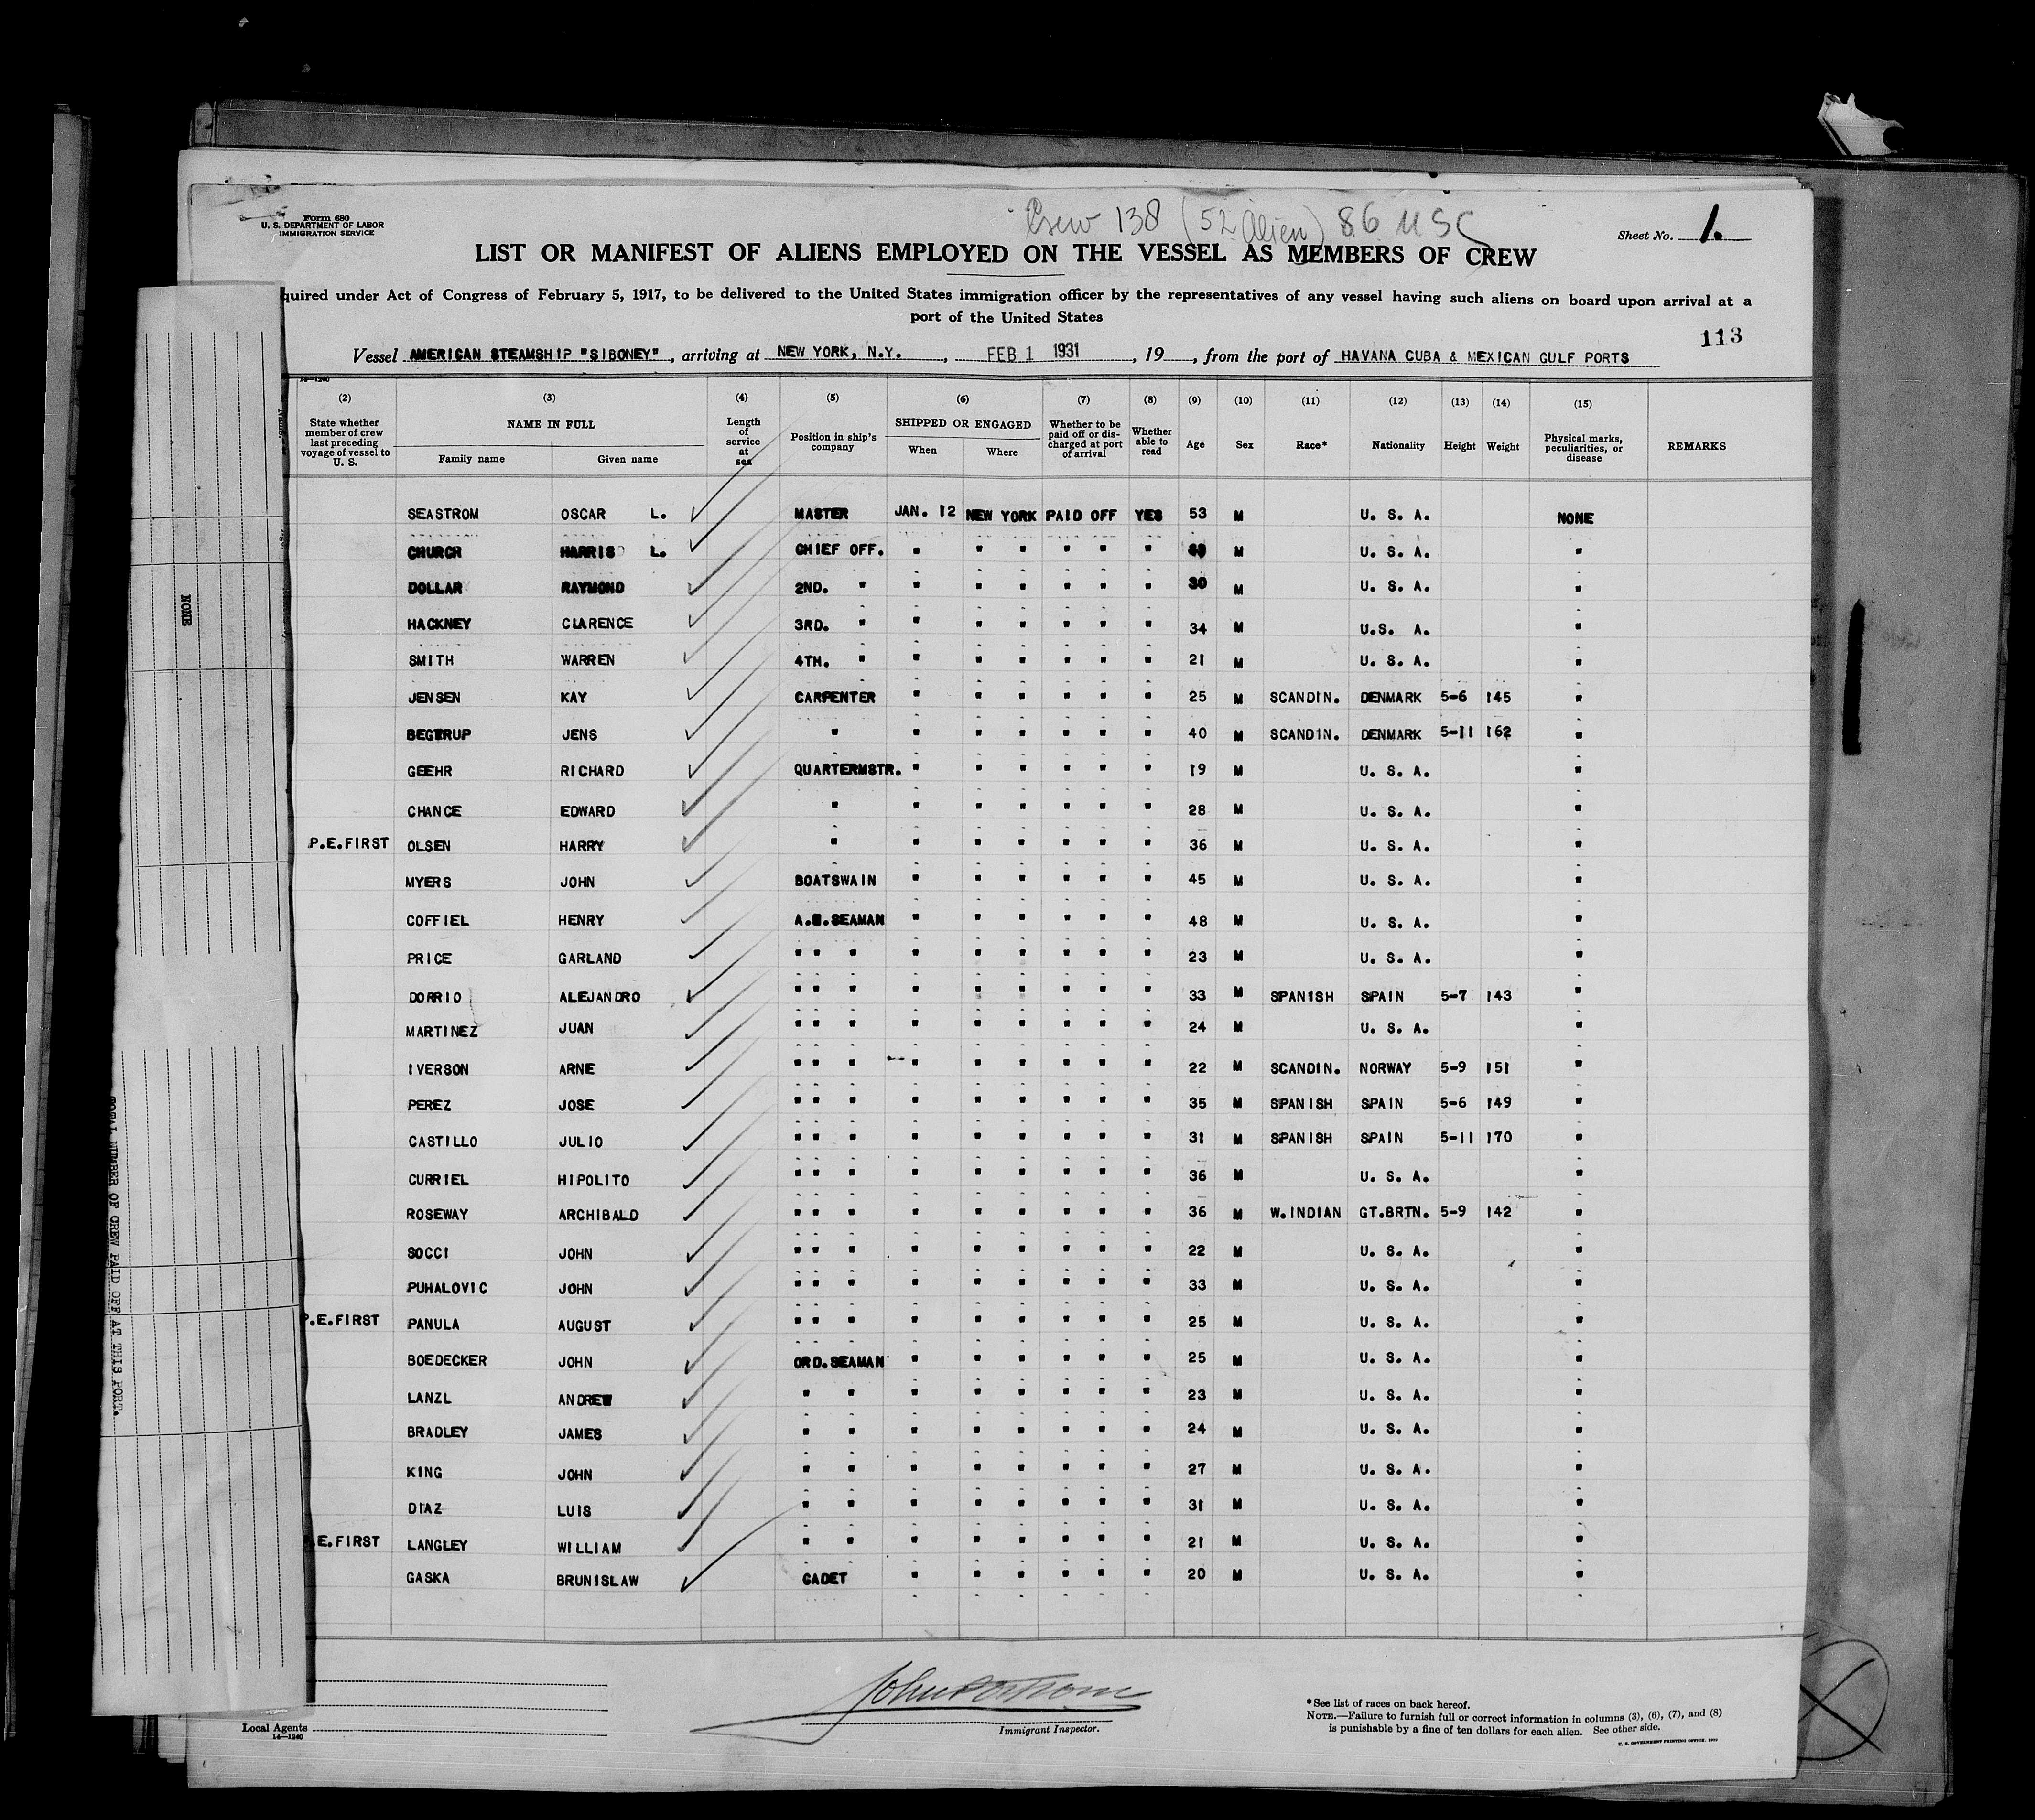 Crew 138 (52 Alien) 86 USC
Form 680
U. S. DEPARTMENT OF LABOR
IMMIGRATION SERVICE
Sheet No. 1.
LIST OR MANIFEST OF ALIENS EMPLOYED ON THE VESSEL AS MEMBERS OF CREW
quired under Act of Congress of February 5, 1917, to be delivered to the United States immigration officer by the representatives of any vessel having such aliens on board upon arrival at a
port of the United States
113
Vessel AMERICAN STEAMSHIP "SIBONEY", arriving at NEW YORK, N.Y., FEB 1 1931, 19, from the port of HAVANA CUBA & MEXICAN GULF PORTS
14—1240
(2) (3) (4) (5) (6) (7) (8) (9) (10) (11) (12) (13) (14) (15)
State whether member of crew last preceding voyage of vessel to U. S.
NAME IN FULL
Family name Given name
Length of service at sea
Position in ship's company
SHIPPED OR ENGAGED
When Where
Whether to be paid off or discharged at port of arrival
Whether able to read
Age Sex Race* Nationality Height Weight
Physical marks, peculiarities, or disease
REMARKS
SEASTROM OSCAR L. MASTER JAN. 12 NEW YORK PAID OFF YES 53 M U. S. A. NONE
CHURCH HARRIS L. CHIEF OFF. " " " " " " M U. S. A. "
DOLLAR RAYMOND 2ND. " " " " " " " 30 M U. S. A. "
HACKNEY CLARENCE 3RD. " " " " " " " 34 M U.S. A. "
SMITH WARREN 4TH. " " " " " " " 21 M U. S. A. "
JENSEN KAY CARPENTER " " " " " " 25 M SCANDIN. DENMARK 5-6 145 "
BEGTRUP JENS " " " " " " " 40 M SCANDIN. DENMARK 5-11 162 "
GEEHR RICHARD QUARTERMSTR. " " " " " " 19 M U. S. A. "
CHANCE EDWARD " " " " " " " 28 M U. S. A. "
P.E.FIRST OLSEN HARRY " " " " " " " 36 M U. S. A. "
MYERS JOHN BOATSWAIN " " " " " " 45 M U. S. A. "
COFFIEL HENRY A.B.SEAMAN " " " " " " 48 M U. S. A. "
PRICE GARLAND " " " " " " " " " 23 M U. S. A. "
DORRIO ALEJANDRO " " " " " " " " " 33 M SPANISH SPAIN 5-7 143 "
MARTINEZ JUAN " " " " " " " " " 24 M U. S. A. "
IVERSON ARNE " " " " " " " " " 22 M SCANDIN. NORWAY 5-9 151 "
PEREZ JOSE " " " " " " " " " 35 M SPANISH SPAIN 5-6 149 "
CASTILLO JULIO " " " " " " " " " 31 M SPANISH SPAIN 5-11 170 "
CURRIEL HIPOLITO " " " " " " " " " 36 M U. S. A. "
ROSEWAY ARCHIBALD " " " " " " " " " 36 M W.INDIAN GT.BRTN. 5-9 142 "
SOCCI JOHN " " " " " " " " " 22 M U. S. A. "
PUHALOVIC JOHN " " " " " " " " " 33 M U. S. A. "
P.E.FIRST PANULA AUGUST " " " " " " " " " 25 M U. S. A. "
BOEDECKER JOHN ORD.SEAMAN " " " " " " 25 M U. S. A. "
LANZL ANDREW " " " " " " " " 23 M U. S. A. "
BRADLEY JAMES " " " " " " " " 24 M U. S. A. "
KING JOHN " " " " " " " " 27 M U. S. A. "
DIAZ LUIS " " " " " " " " 31 M U. S. A. "
E.FIRST LANGLEY WILLIAM " " " " " " " " 21 M U. S. A. "
GASKA BRUNISLAW CADET " " " " " " 20 M U. S. A. "
NONE
TOTAL NUMBER OF CREW PAID OFF AT THIS PORT.
Immigrant Inspector.
Local Agents
14—1240
*See list of races on back hereof.
NOTE.—Failure to furnish full or correct information in columns (3), (6), (7), and (8)
is punishable by a fine of ten dollars for each alien. See other side.
U. S. GOVERNMENT PRINTING OFFICE